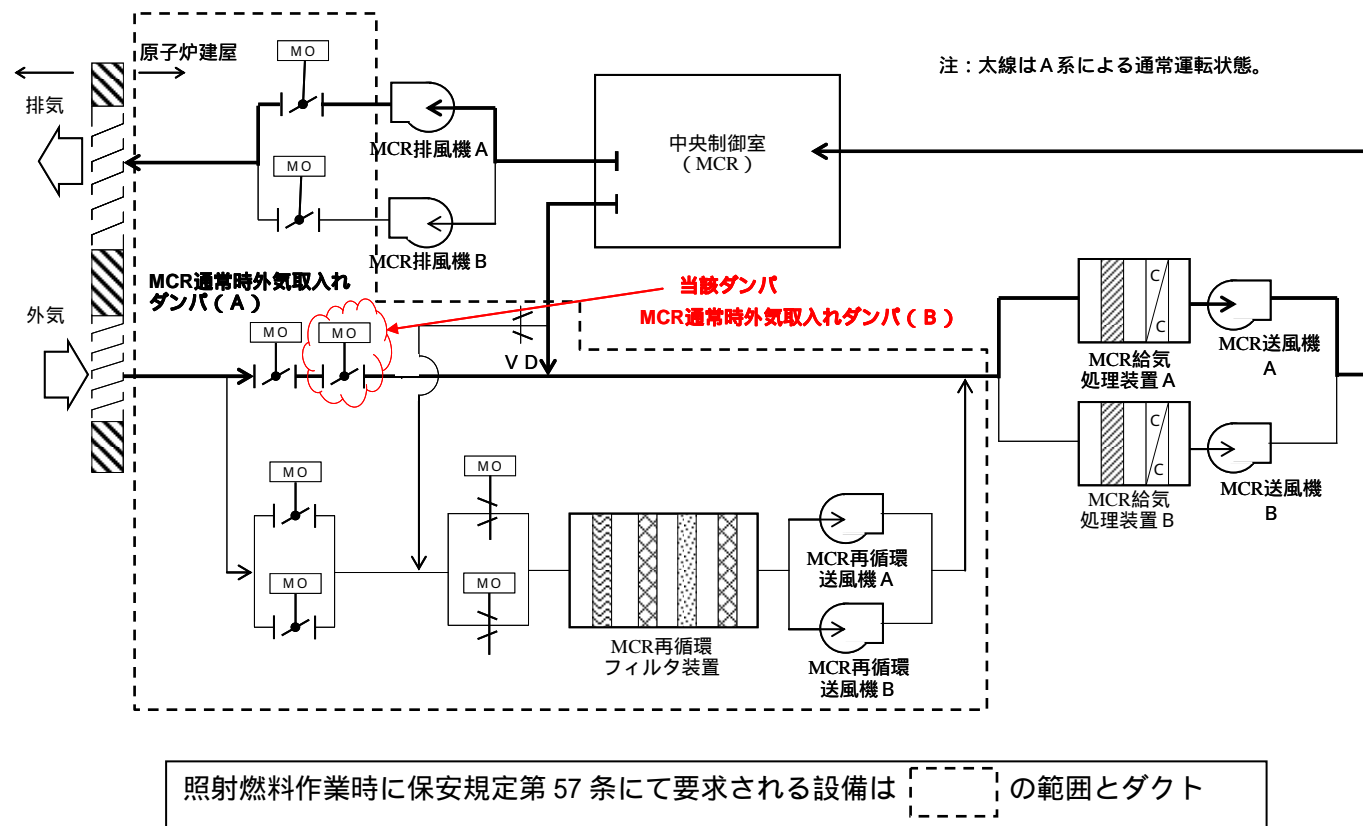 原子炉建屋
排気
外気
MO
MO
MCR排風機A
MCR排風機B
中央制御室
(MCR)
注:太線はA系による通常運転状態。
MCR通常時外気取入れ
ダンパ(A)
当該ダンパ
MCR通常時外気取入れダンパ(B)
MO
MO
VD
C
C
MCR給気
処理装置A
MCR送風機
A
C
C
MCR給気
処理装置B
MCR送風機
B
MO
MO
MO
MO
MCR再循環
フィルタ装置
MCR再循環
送風機A
MCR再循環
送風機B
照射燃料作業時に保安規定第57条にて要求される設備は の範囲とダクト